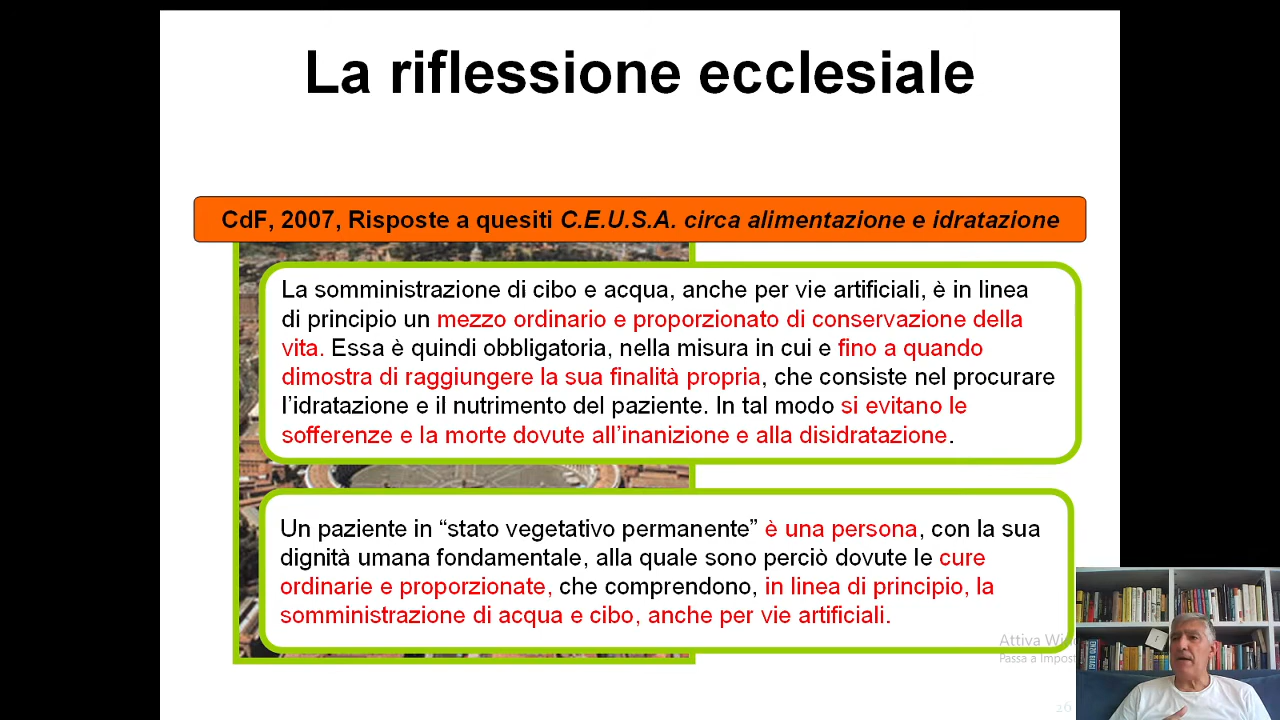 La riflessione ecclesiale
CdF, 2007, Risposte a quesiti C.E.U.S.A. circa alimentazione e idratazione
La somministrazione di cibo e acqua, anche per vie artificiali, è in linea
di principio un mezzo ordinario e proporzionato di conservazione della
vita. Essa è quindi obbligatoria, nella misura in cui e fino a quando
dimostra di raggiungere la sua finalità propria, che consiste nel procurare
l’idratazione e il nutrimento del paziente. In tal modo si evitano le
sofferenze e la morte dovute all’inanizione e alla disidratazione.
Un paziente in “stato vegetativo permanente” è una persona, con la sua
dignità umana fondamentale, alla quale sono perciò dovute le cure
ordinarie e proporzionate, che comprendono, in linea di principio, la
somministrazione di acqua e cibo, anche per vie artificiali.
Attiva Wi
Passa a Impost
26